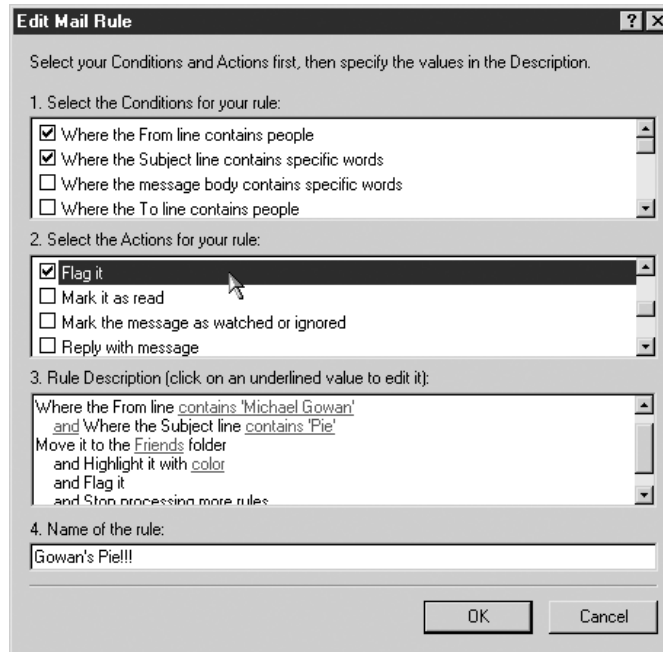 Edit Mail Rule
Select your Conditions and Actions first, then specify the values in the Description.
1. Select the Conditions for your rule:
Where the From line contains people
Where the Subject line contains specific words
Where the message body contains specific words
Where the To line contains people
2. Select the Actions for your rule:
Flag it
Mark it as read
Mark the message as watched or ignored
Reply with message
3. Rule Description (click on an underlined value to edit it):
Where the From line contains 'Michael Gowan'
and Where the Subject line contains 'Pie'
Move it to the Friends folder
and Highlight it with color
and Flag it
and Stop processing more rules
4. Name of the rule:
Gowan's Pie!!!
OK Cancel